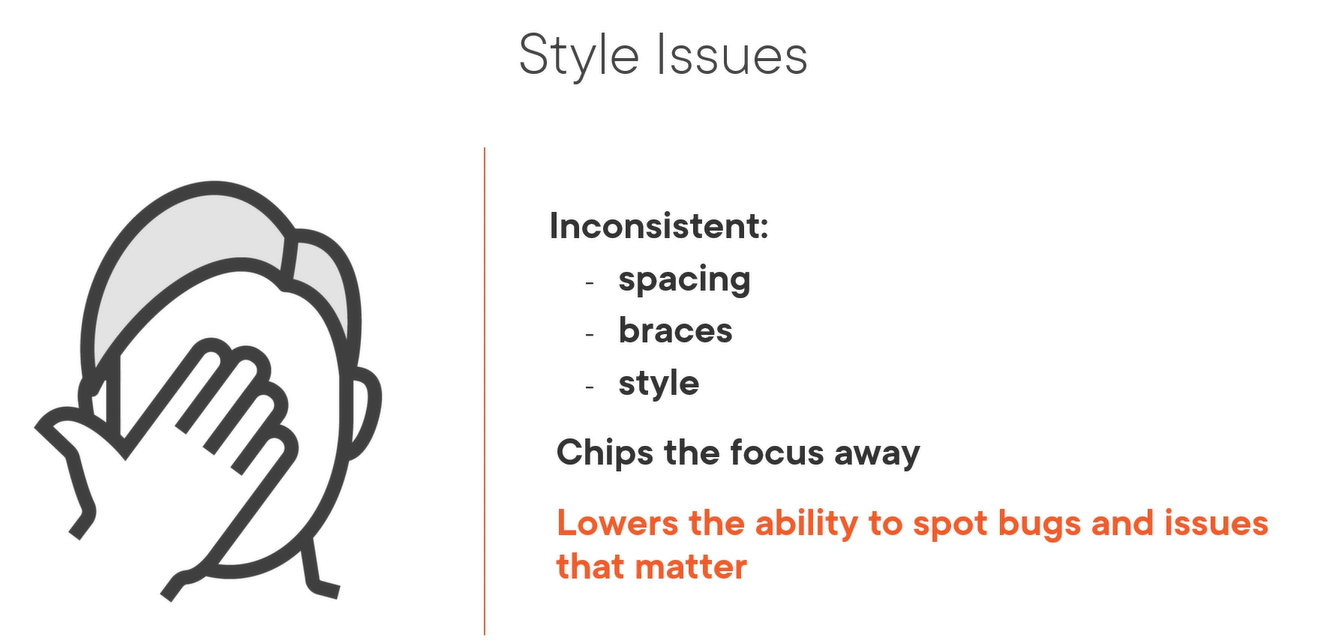 Style Issues
Inconsistent:
- spacing
- braces
- style
Chips the focus away
Lowers the ability to spot bugs and issues
that matter